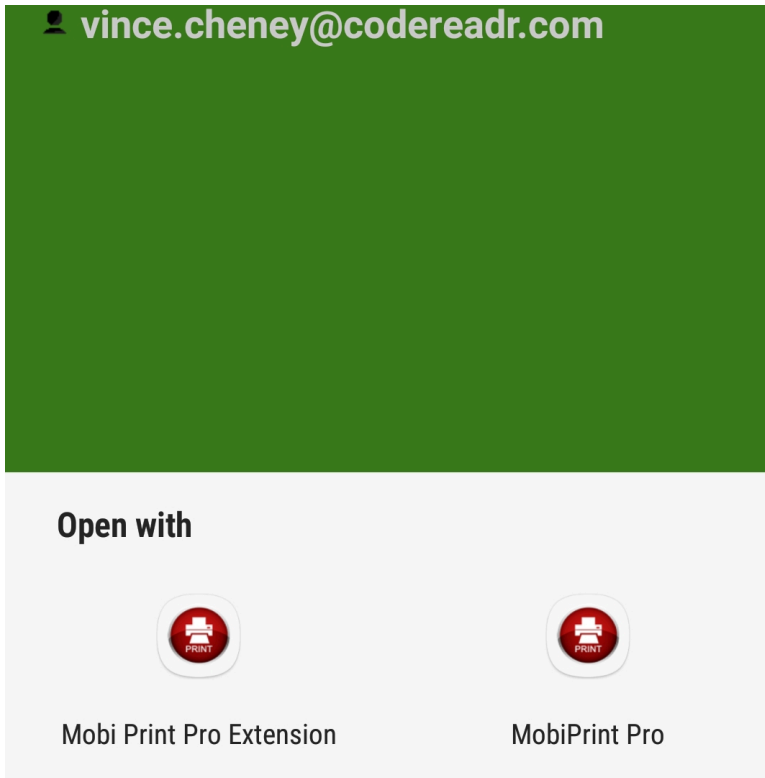 vince.cheney@codereadr.com
Open with
PRINT PRINT
Mobi Print Pro Extension MobiPrint Pro